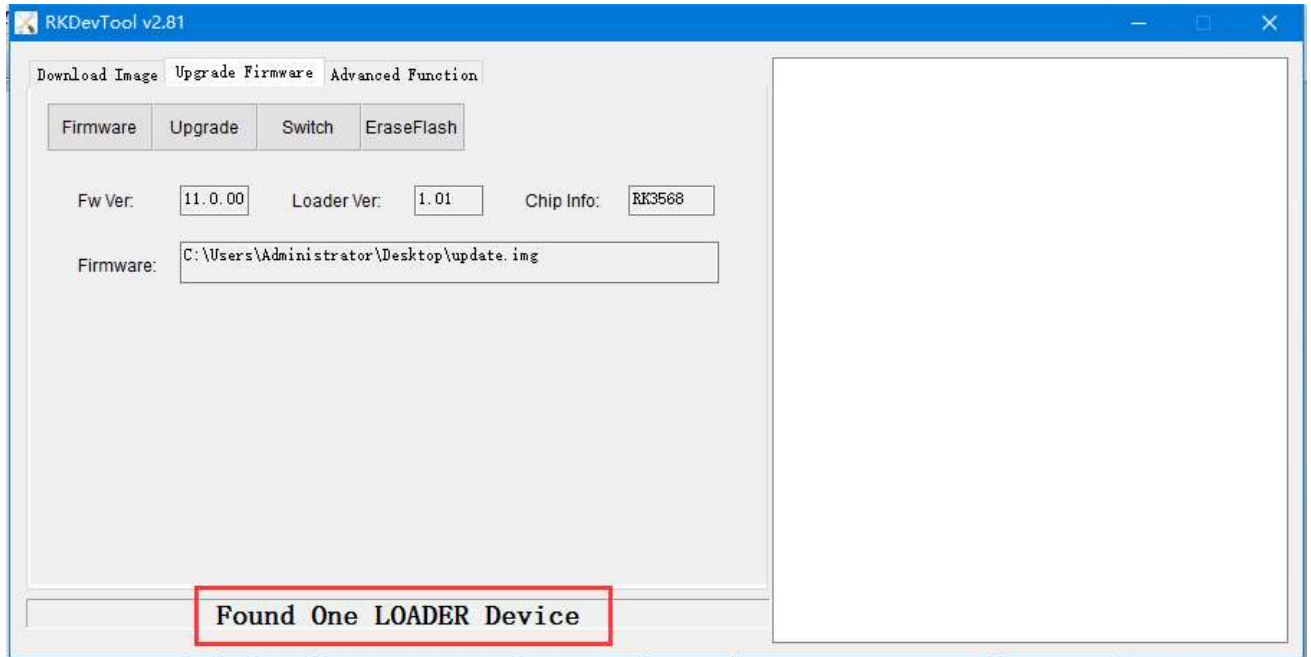 RKDevTool v2.81
Download Image Upgrade Firmware Advanced Function
Firmware Upgrade Switch EraseFlash
Fw Ver: 11.0.00 Loader Ver: 1.01 Chip Info: RK3568
Firmware: C:\Users\Administrator\Desktop\update.img
Found One LOADER Device